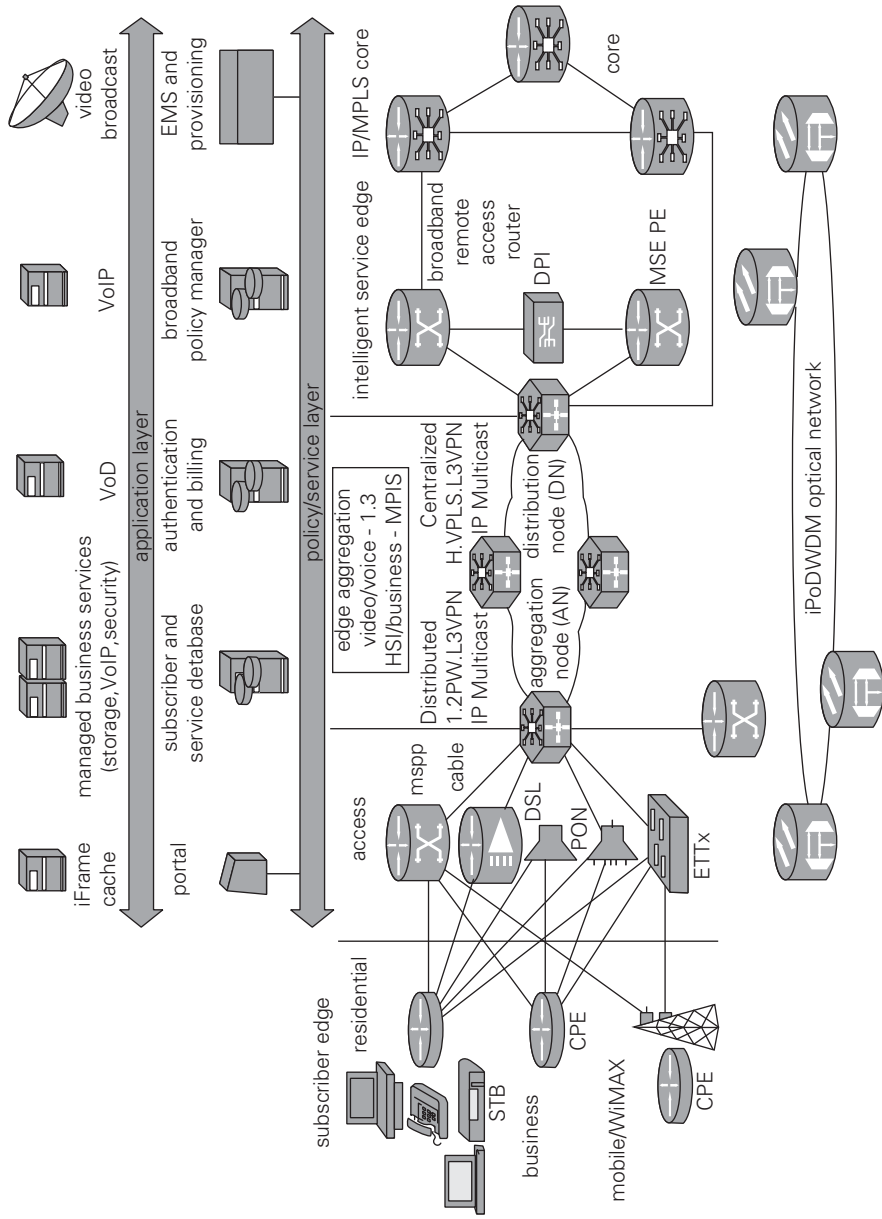 iFrame
cache
managed business services
(storage,VoIP,security)
VoD
VoIP
video
broadcast
application layer
portal
subscriber and
service detabase
authentication
and billing
broadband
policy manager
EMS and
provisioning
policy/service layer
subscriber edge
residential
STB
business
CPE
mobile/WiMAX
CPE
access
mspp
cable
DSL
PON
ETTx
edge aggregation
video/voice - 1.3
HSI/business - MPIS
Distributed
1.2PW.L3VPN
IP Multicast
Centralized
H.VPLS.L3VPN
IP Multicast
aggregation
node (AN)
distribution
node (DN)
intelligent service edge
broadband
remote
access
router
DPI
MSE PE
IP/MPLS core
core
iPoDWDM optical network